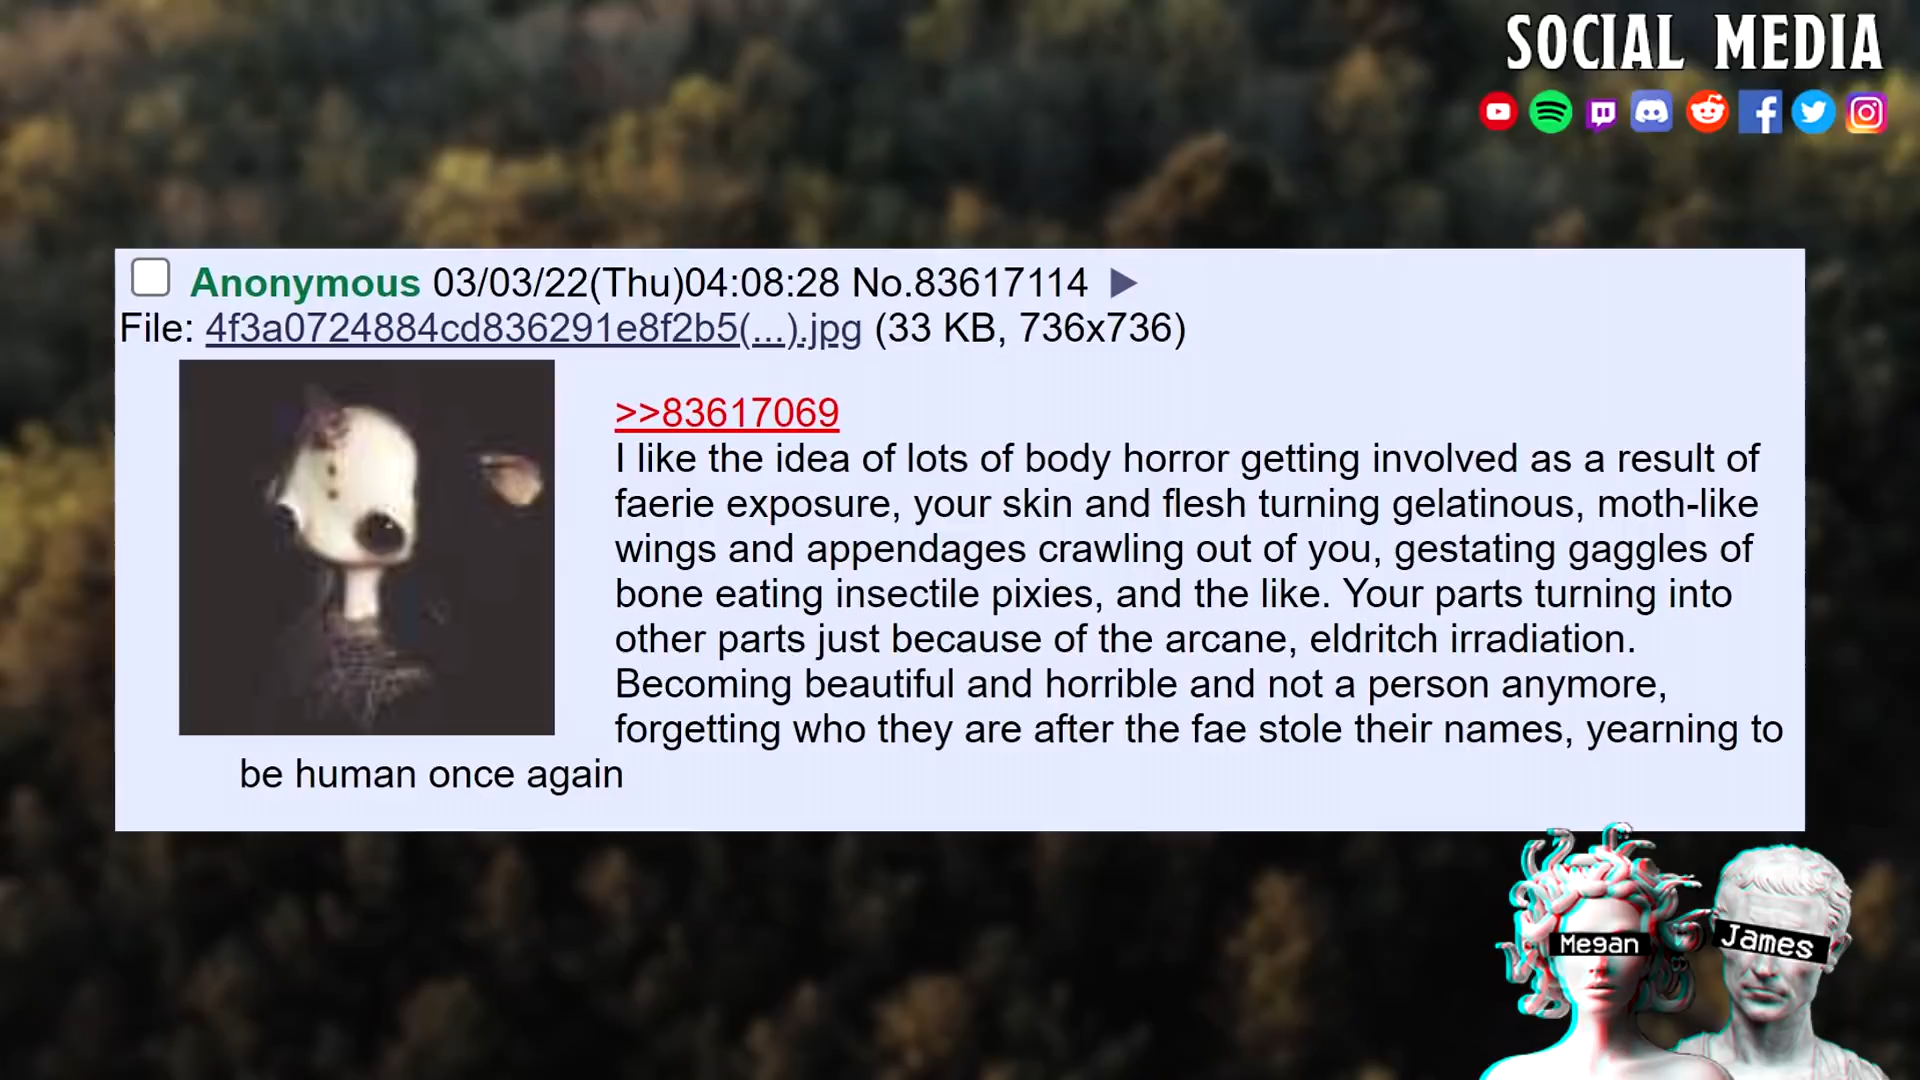 SOCIAL MEDIA
Anonymous 03/03/22(Thu)04:08:28 No.83617114 ▶
File: 4f3a0724884cd836291e8f2b5(...).jpg (33 KB, 736x736)
>>83617069
I like the idea of lots of body horror getting involved as a result of
faerie exposure, your skin and flesh turning gelatinous, moth-like
wings and appendages crawling out of you, gestating gaggles of
bone eating insectile pixies, and the like. Your parts turning into
other parts just because of the arcane, eldritch irradiation.
Becoming beautiful and horrible and not a person anymore,
forgetting who they are after the fae stole their names, yearning to
be human once again
Megan
James